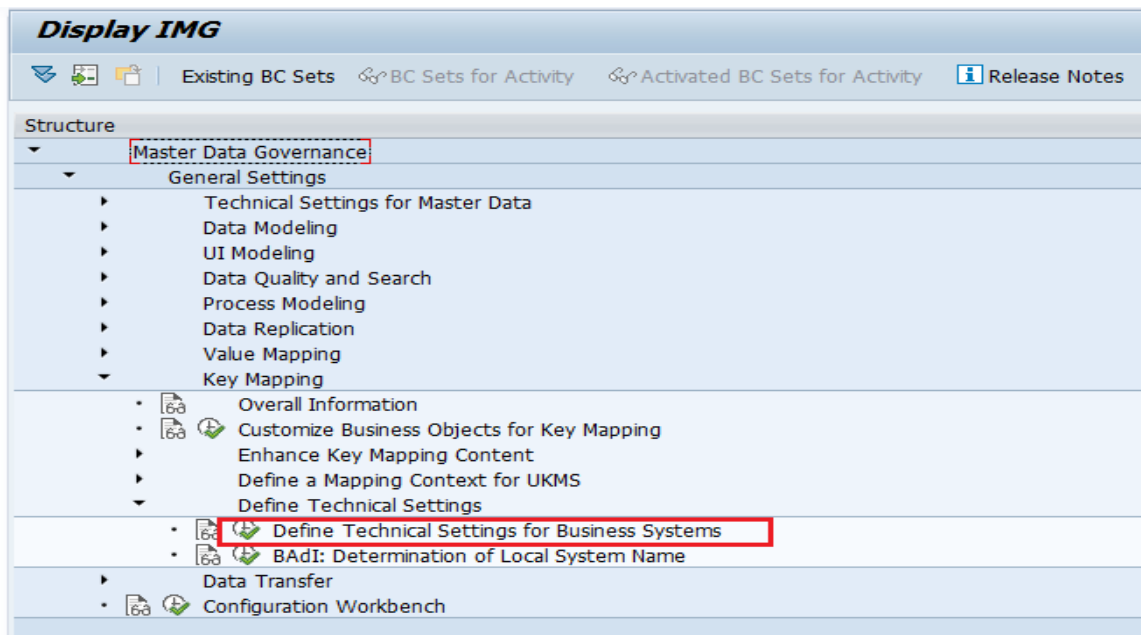 Display IMG
Existing BC Sets BC Sets for Activity Activated BC Sets for Activity Release Notes
Structure
Master Data Governance
General Settings
Technical Settings for Master Data
Data Modeling
UI Modeling
Data Quality and Search
Process Modeling
Data Replication
Value Mapping
Key Mapping
Overall Information
Customize Business Objects for Key Mapping
Enhance Key Mapping Content
Define a Mapping Context for UKMS
Define Technical Settings
Define Technical Settings for Business Systems
BAdI: Determination of Local System Name
Data Transfer
Configuration Workbench